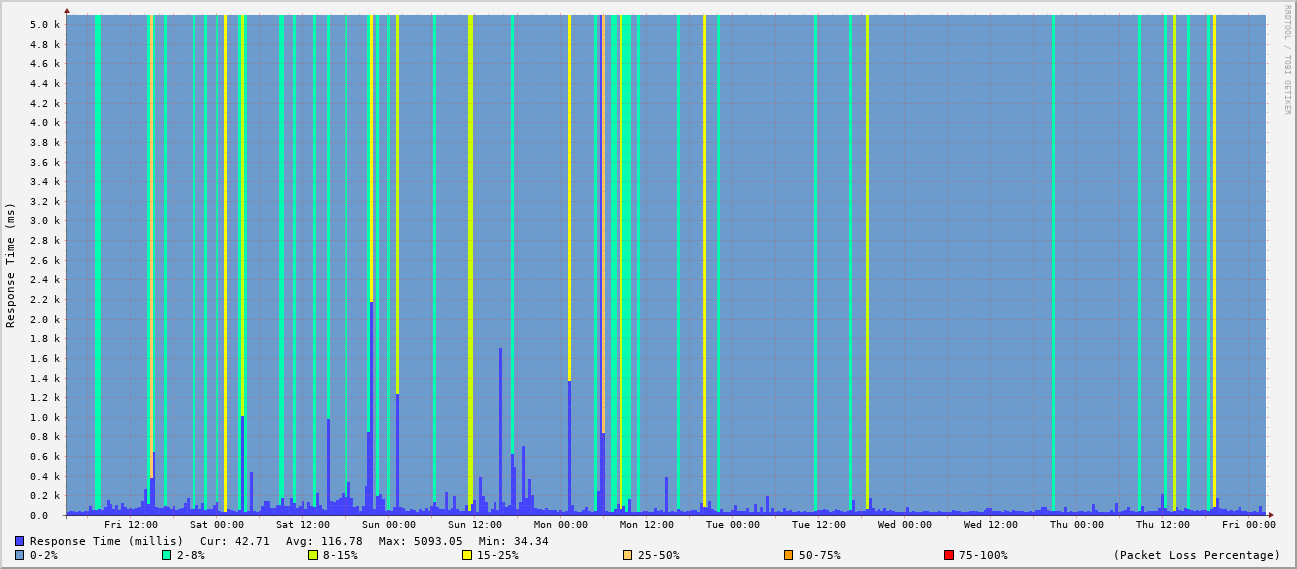 RRDTOOL / TOBI OETIKER
Response Time (ms)
5.0 k
4.8 k
4.6 k
4.4 k
4.2 k
4.0 k
3.8 k
3.6 k
3.4 k
3.2 k
3.0 k
2.8 k
2.6 k
2.4 k
2.2 k
2.0 k
1.8 k
1.6 k
1.4 k
1.2 k
1.0 k
0.8 k
0.6 k
0.4 k
0.2 k
0.0
Fri 12:00 Sat 00:00 Sat 12:00 Sun 00:00 Sun 12:00 Mon 00:00 Mon 12:00 Tue 00:00 Tue 12:00 Wed 00:00 Wed 12:00 Thu 00:00 Thu 12:00 Fri 00:00
Response Time (millis) Cur: 42.71 Avg: 116.78 Max: 5093.05 Min: 34.34
0-2% 2-8% 8-15% 15-25% 25-50% 50-75% 75-100% (Packet Loss Percentage)